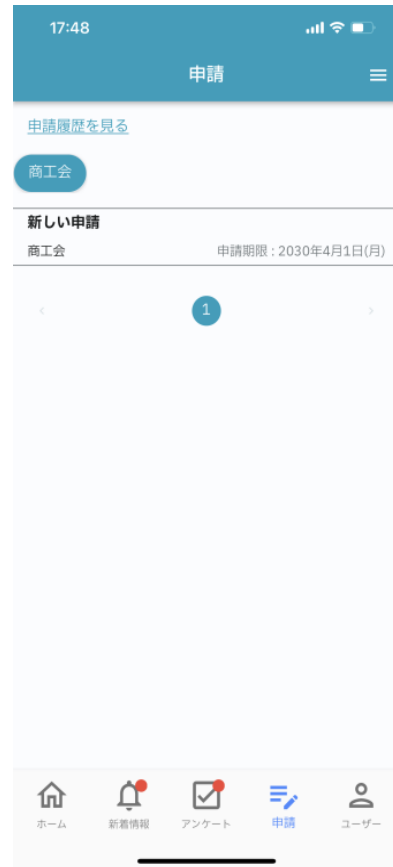 17:48
申請
申請履歴を見る
商工会
新しい申請
商工会 申請期限 : 2030年4月1日(月)
1
ホーム 新着情報 アンケート 申請 ユーザー